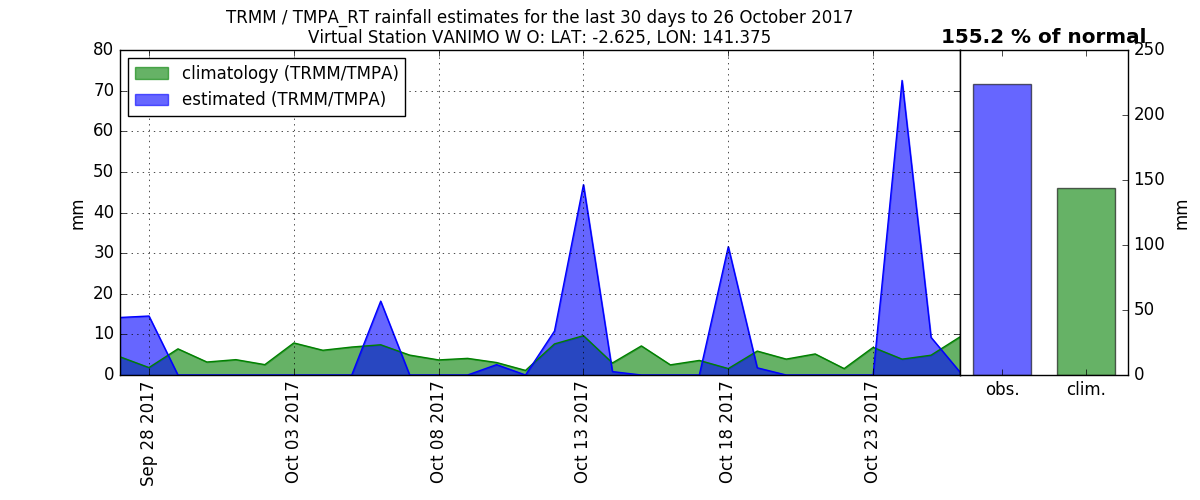 TRMM / TMPA_RT rainfall estimates for the last 30 days to 26 October 2017
Virtual Station VANIMO W O: LAT: -2.625, LON: 141.375
155.2 % of normal
climatology (TRMM/TMPA)
estimated (TRMM/TMPA)
80
70
60
50
40
30
20
10
0
mm
Sep 28 2017
Oct 03 2017
Oct 08 2017
Oct 13 2017
Oct 18 2017
Oct 23 2017
250
200
150
100
50
0
mm
obs.
clim.